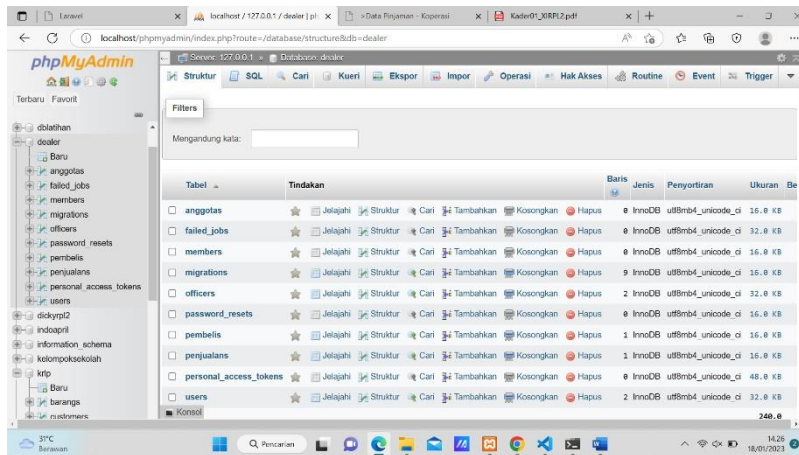 Laravel
localhost / 127.0.0.1 / dealer | ph
>Data Pinjaman - Koperasi
Kader01_XIRPL2.pdf
localhost/phpmyadmin/index.php?route=/database/structure&db=dealer
phpMyAdmin
Terbaru Favorit
dblatihan
dealer
Baru
anggotas
failed_jobs
members
migrations
officers
password_resets
pembelis
penjualans
personal_access_tokens
users
dickyrpl2
indoapril
information_schema
kelompoksekolah
krlp
Baru
barangs
customers
Server: 127.0.0.1 » Database: dealer
Struktur SQL Cari Kueri Ekspor Impor Operasi Hak Akses Routine Event Trigger
Filters
Mengandung kata:
Tabel Tindakan Baris Jenis Penyortiran Ukuran Be
anggotas Jelajahi Struktur Cari Tambahkan Kosongkan Hapus 0 InnoDB utf8mb4_unicode_ci 16.0 KB
failed_jobs Jelajahi Struktur Cari Tambahkan Kosongkan Hapus 0 InnoDB utf8mb4_unicode_ci 32.0 KB
members Jelajahi Struktur Cari Tambahkan Kosongkan Hapus 0 InnoDB utf8mb4_unicode_ci 16.0 KB
migrations Jelajahi Struktur Cari Tambahkan Kosongkan Hapus 9 InnoDB utf8mb4_unicode_ci 16.0 KB
officers Jelajahi Struktur Cari Tambahkan Kosongkan Hapus 2 InnoDB utf8mb4_unicode_ci 32.0 KB
password_resets Jelajahi Struktur Cari Tambahkan Kosongkan Hapus 0 InnoDB utf8mb4_unicode_ci 16.0 KB
pembelis Jelajahi Struktur Cari Tambahkan Kosongkan Hapus 1 InnoDB utf8mb4_unicode_ci 16.0 KB
penjualans Jelajahi Struktur Cari Tambahkan Kosongkan Hapus 1 InnoDB utf8mb4_unicode_ci 16.0 KB
personal_access_tokens Jelajahi Struktur Cari Tambahkan Kosongkan Hapus 0 InnoDB utf8mb4_unicode_ci 48.0 KB
users Jelajahi Struktur Cari Tambahkan Kosongkan Hapus 2 InnoDB utf8mb4_unicode_ci 32.0 KB
Konsol
240.0
31°C
Berawan
Pencarian
14.26
18/01/2023